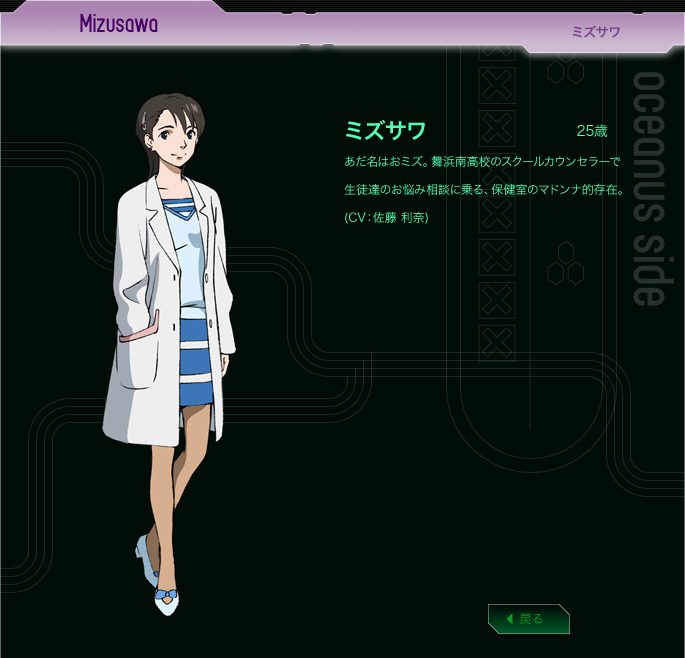 Mizusawa
ミズサワ
ミズサワ 25歳
あだ名はおミズ。舞浜南高校のスクールカウンセラーで
生徒達のお悩み相談に乗る、保健室のマドンナ的存在。
(CV：佐藤 利奈)
oceanus side
戻る